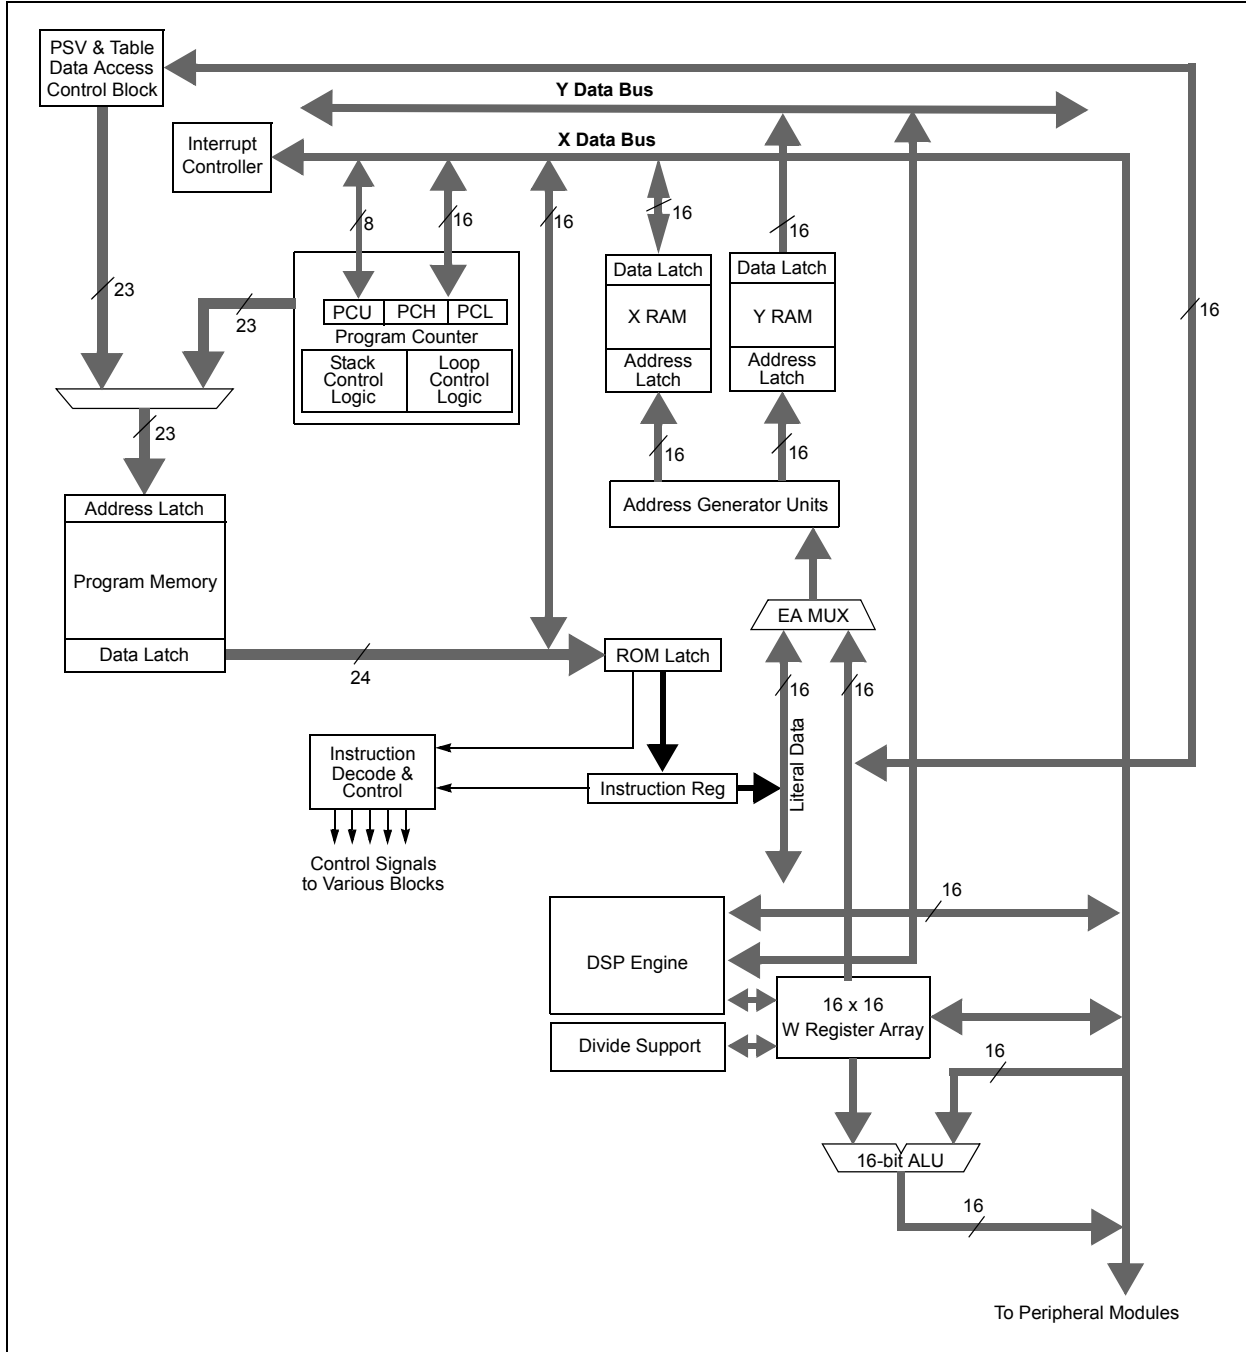 PSV & Table
Data Access
Control Block
Y Data Bus
Interrupt
Controller
X Data Bus
8
16
16
16
16
16
23
23
PCU
PCH
PCL
Program Counter
Stack
Control
Logic
Loop
Control
Logic
Data Latch
X RAM
Address
Latch
Data Latch
Y RAM
Address
Latch
23
16
16
Address Latch
Program Memory
Data Latch
Address Generator Units
EA MUX
24
ROM Latch
16
16
Literal Data
Instruction
Decode &
Control
Instruction Reg
Control Signals
to Various Blocks
16
DSP Engine
16 x 16
W Register Array
Divide Support
16
16-bit ALU
16
To Peripheral Modules